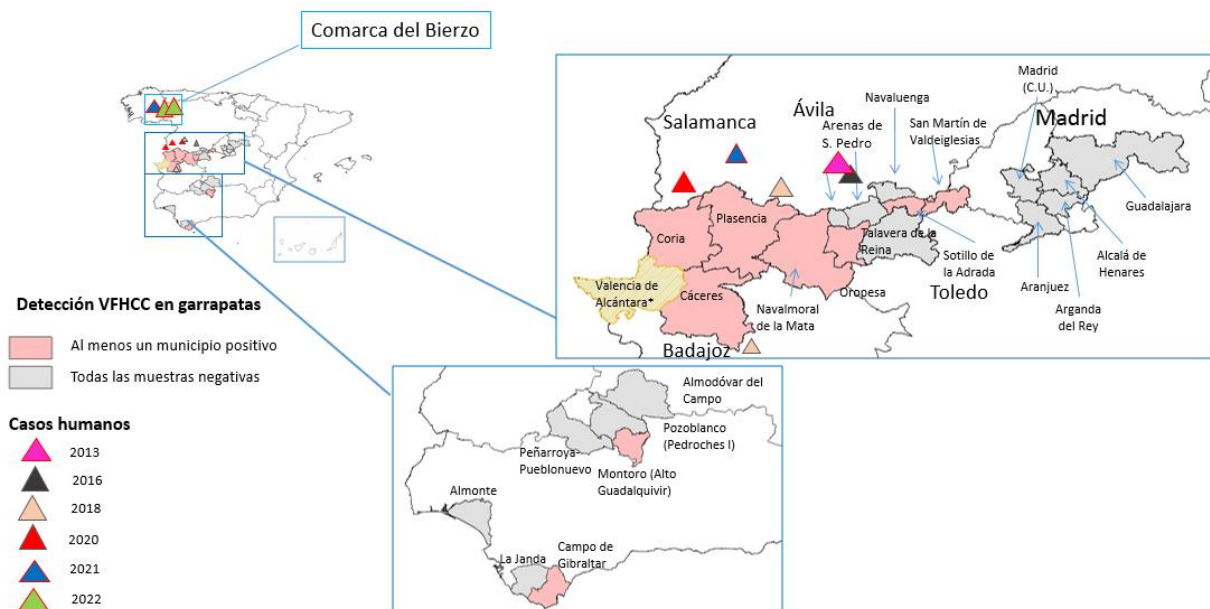 Comarca del Bierzo
Detección VFHCC en garrapatas
Al menos un municipio positivo
Todas las muestras negativas
Casos humanos
2013
2016
2018
2020
2021
2022
Salamanca
Ávila
Arenas de
S. Pedro
Navaluenga
San Martín de
Valdeiglesias
Madrid
(C.U.)
Madrid
Guadalajara
Alcalá de
Henares
Arganda
del Rey
Aranjuez
Sotillo de
la Adrada
Toledo
Talavera de la
Reina
Oropesa
Navalmoral
de la Mata
Plasencia
Coria
Cáceres
Valencia de
Alcántara*
Badajoz
Almodóvar del
Campo
Pozoblanco
(Pedroches I)
Peñarroya-
Pueblonuevo
Montoro (Alto
Guadalquivir)
Almonte
La Janda
Campo de
Gibraltar